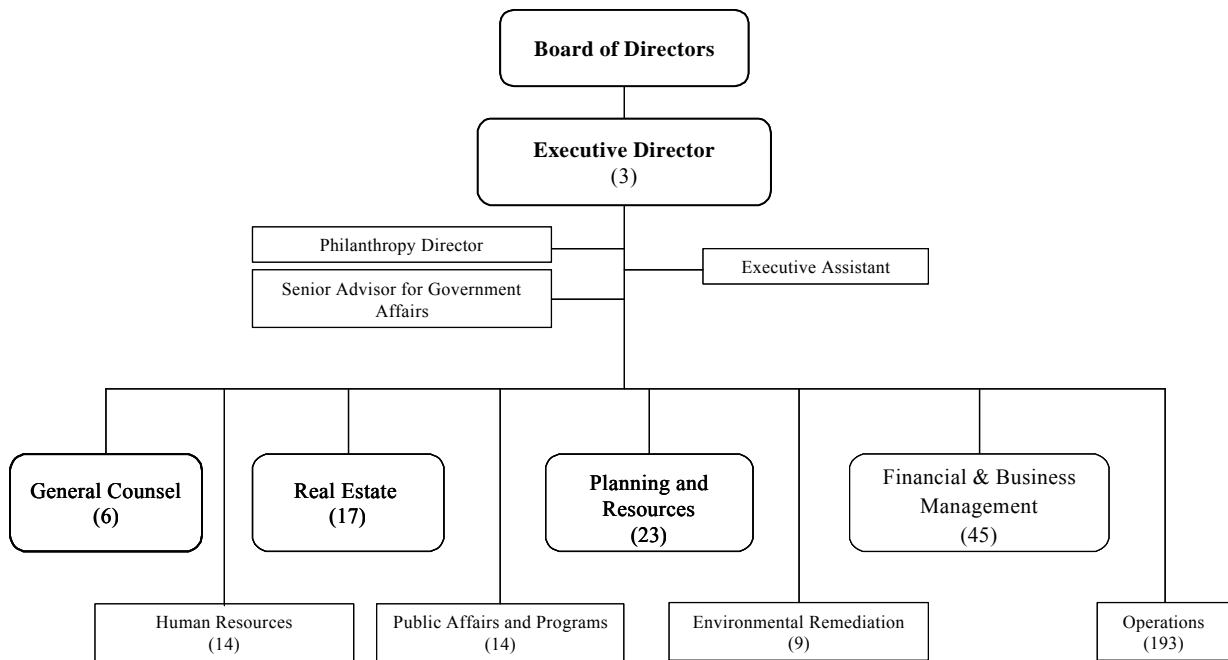 Board of Directors
Executive Director
(3)
Philanthropy Director
Executive Assistant
Senior Advisor for Government
Affairs
General Counsel
(6)
Real Estate
(17)
Planning and
Resources
(23)
Financial & Business
Management
(45)
Human Resources
(14)
Public Affairs and Programs
(14)
Environmental Remediation
(9)
Operations
(193)